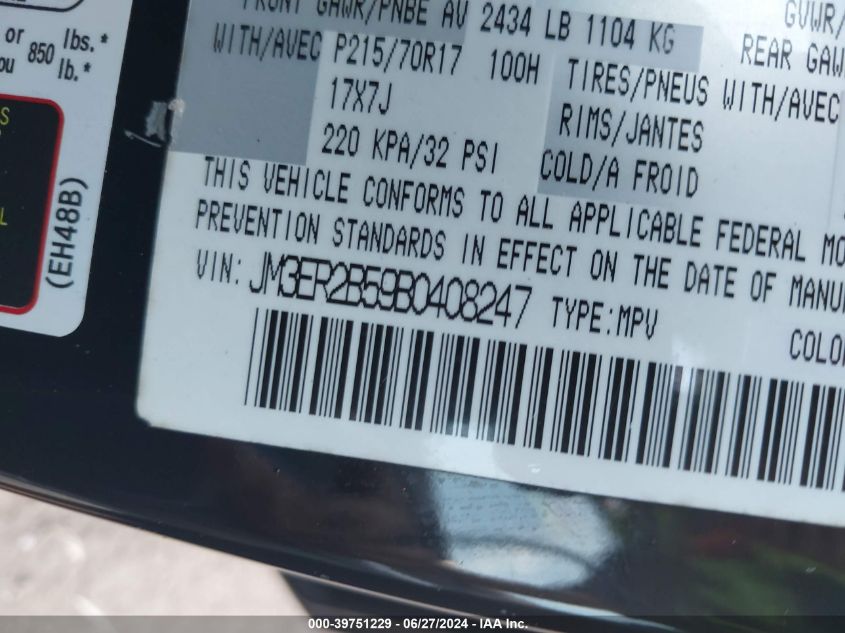 or 850 lbs.*
ou lb.*
S
L
(EH48B)
FRONT GAWR/PNBE AV 2434 LB 1104 KG
WITH/AVEC P215/70R17 100H TIRES/PNEUS
17X7J RIMS/JANTES
220 KPA/32 PSI COLD/A FROID
GVWR/
REAR GAW
WITH/AVEC
THIS VEHICLE CONFORMS TO ALL APPLICABLE FEDERAL MO
PREVENTION STANDARDS IN EFFECT ON THE DATE OF MANU
VIN: JM3ER2B59B0408247 TYPE:MPV
COLO
000-39751229 - 06/27/2024 - IAA Inc.